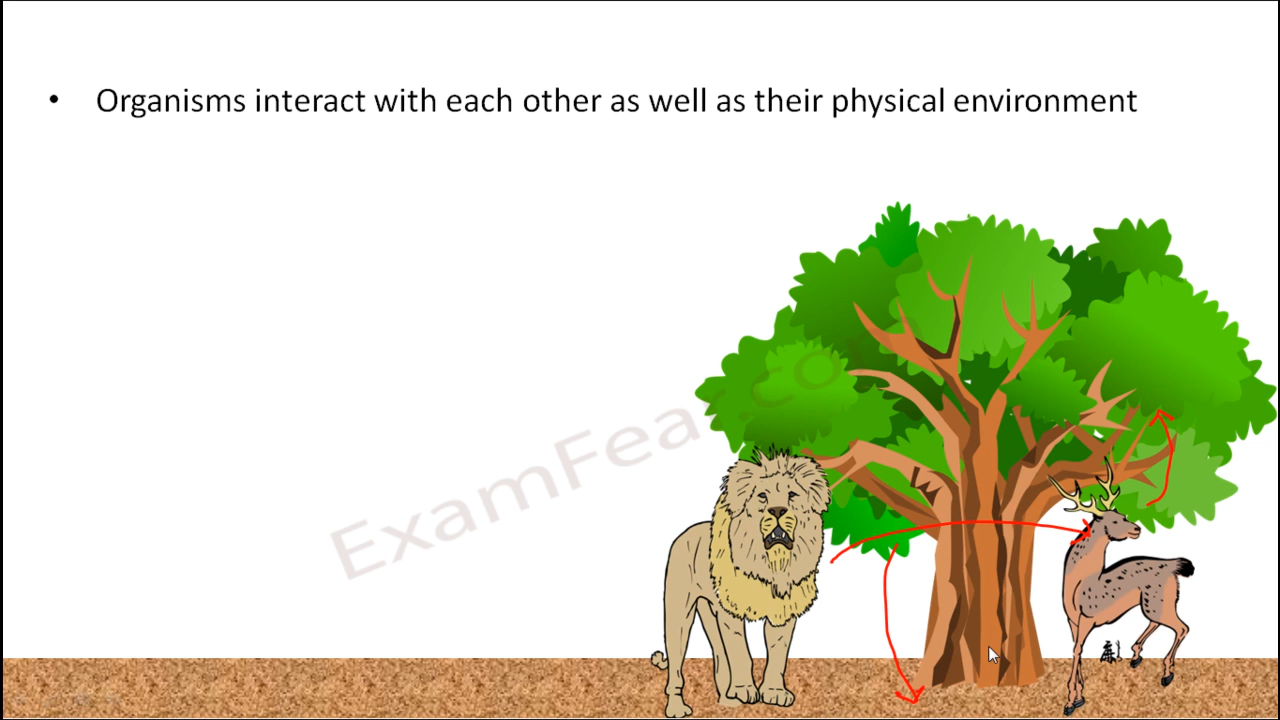 • Organisms interact with each other as well as their physical environment
ExamFear.com